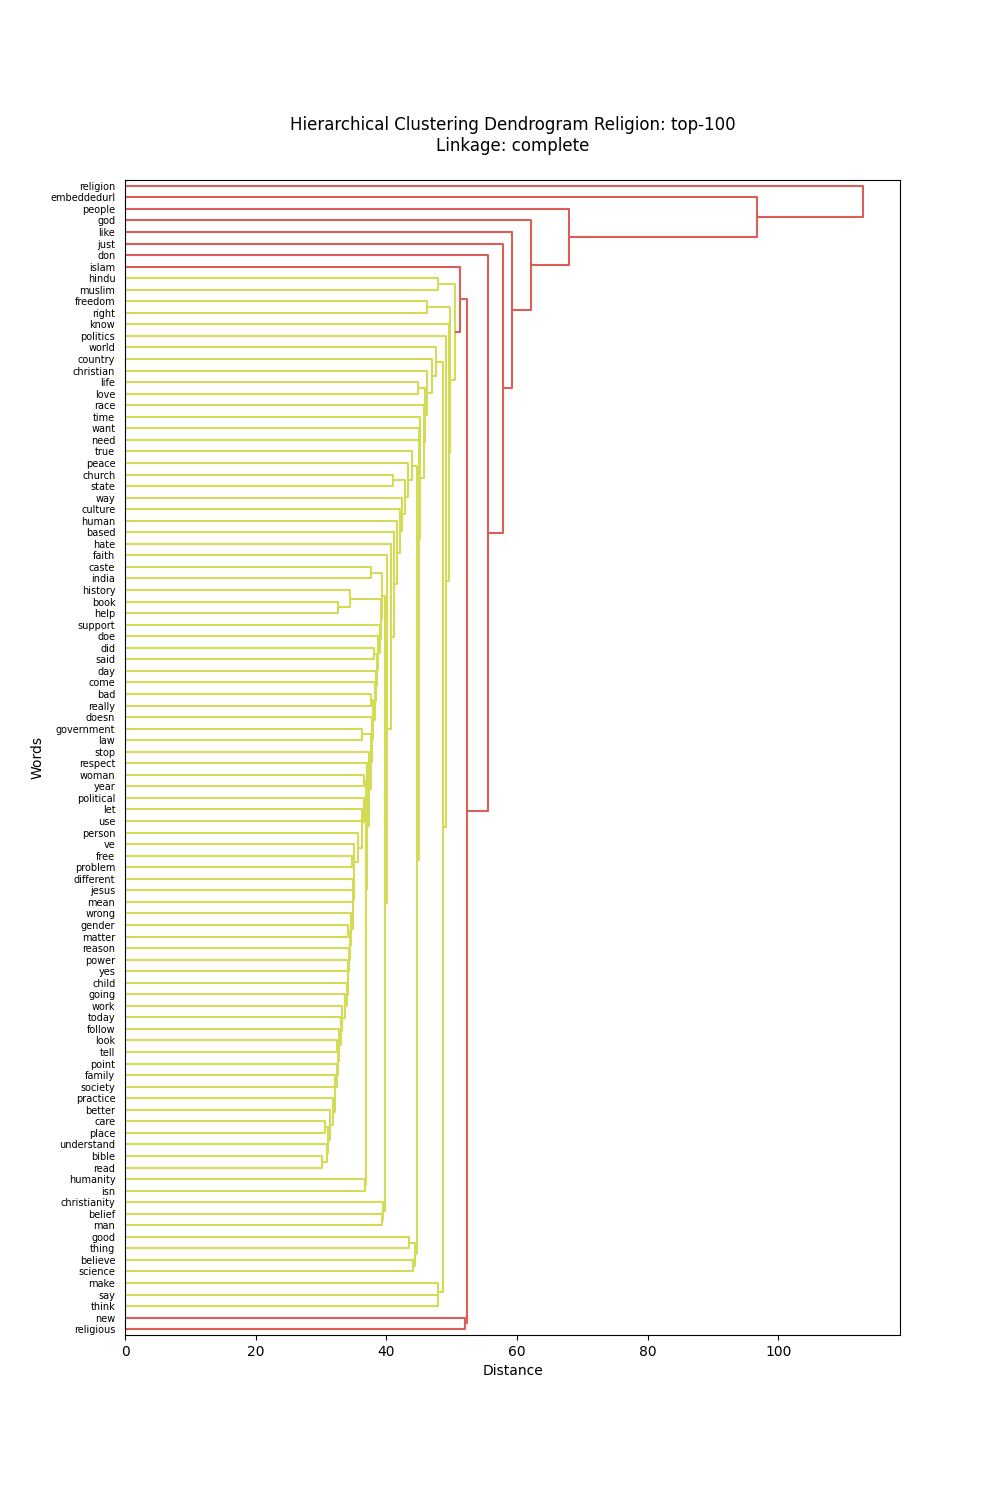 Hierarchical Clustering Dendrogram Religion: top-100
Linkage: complete
religion
embeddedurl
people
god
like
just
don
islam
hindu
muslim
freedom
right
know
politics
world
country
christian
life
love
race
time
want
need
true
peace
church
state
way
culture
human
based
hate
faith
caste
india
history
book
help
support
doe
did
said
day
come
bad
really
doesn
government
law
stop
respect
woman
year
political
let
use
person
ve
free
problem
different
jesus
mean
wrong
gender
matter
reason
power
yes
child
going
work
today
follow
look
tell
point
family
society
practice
better
care
place
understand
bible
read
humanity
isn
christianity
belief
man
good
thing
believe
science
make
say
think
new
religious
Words
0 20 40 60 80 100
Distance